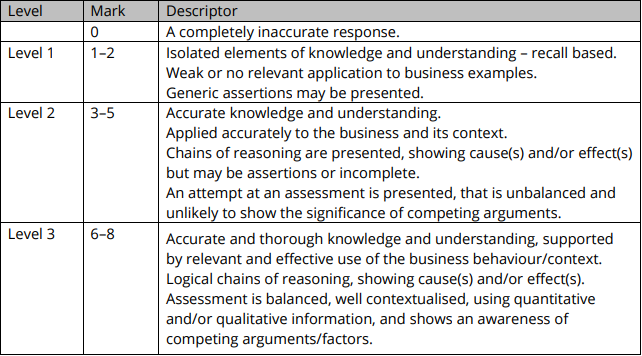 Level Mark Descriptor
0 A completely inaccurate response.
Level 1 1–2 Isolated elements of knowledge and understanding – recall based.
Weak or no relevant application to business examples.
Generic assertions may be presented.
Level 2 3–5 Accurate knowledge and understanding.
Applied accurately to the business and its context.
Chains of reasoning are presented, showing cause(s) and/or effect(s)
but may be assertions or incomplete.
An attempt at an assessment is presented, that is unbalanced and
unlikely to show the significance of competing arguments.
Level 3 6–8 Accurate and thorough knowledge and understanding, supported
by relevant and effective use of the business behaviour/context.
Logical chains of reasoning, showing cause(s) and/or effect(s).
Assessment is balanced, well contextualised, using quantitative
and/or qualitative information, and shows an awareness of
competing arguments/factors.